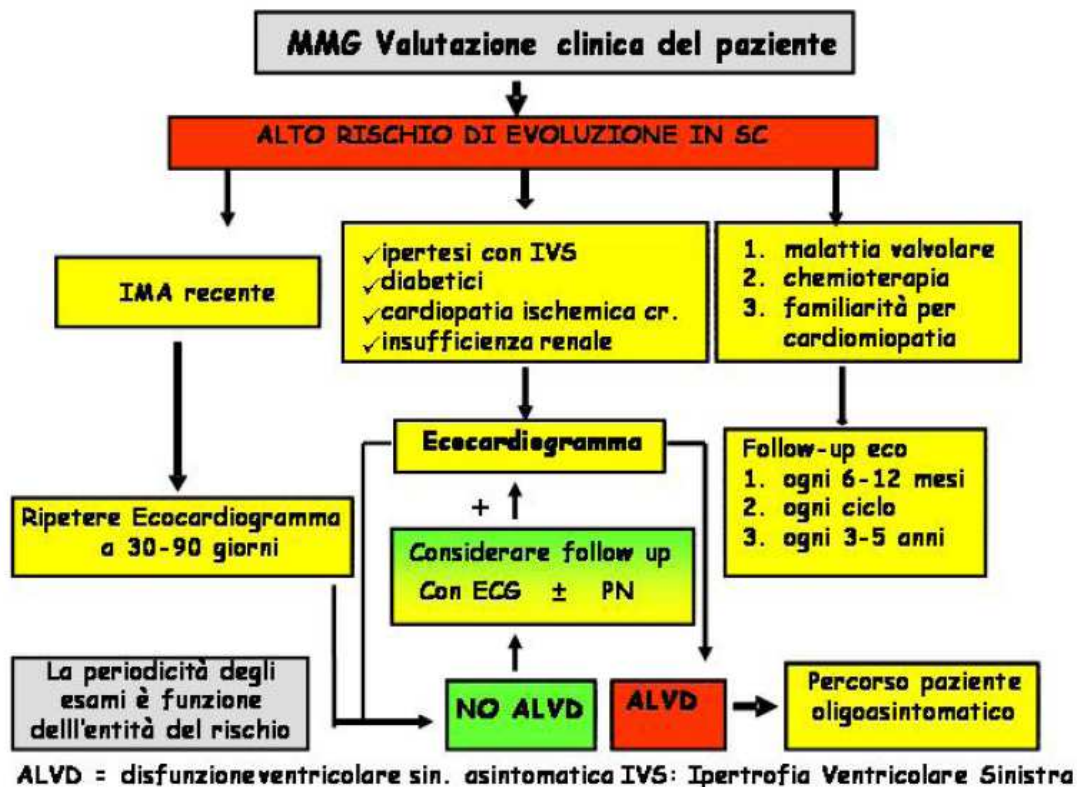 MMG Valutazione clinica del paziente
ALTO RISCHIO DI EVOLUZIONE IN SC
IMA recente
✓ipertesi con IVS
✓diabetici
✓cardiopatia ischemica cr.
✓insufficienza renale
1. malattia valvolare
2. chemioterapia
3. familiarità per
cardiomiopatia
Ecocardiogramma
Follow-up eco
1. ogni 6-12 mesi
2. ogni ciclo
3. ogni 3-5 anni
Ripetere Ecocardiogramma
a 30-90 giorni
+
Considerare follow up
Con ECG ± PN
La periodicità degli
esami è funzione
delll'entità del rischio
NO ALVD
ALVD
Percorso paziente
oligoasintomatico
ALVD = disfunzione ventricolare sin. asintomatica IVS: Ipertrofia Ventricolare Sinistra